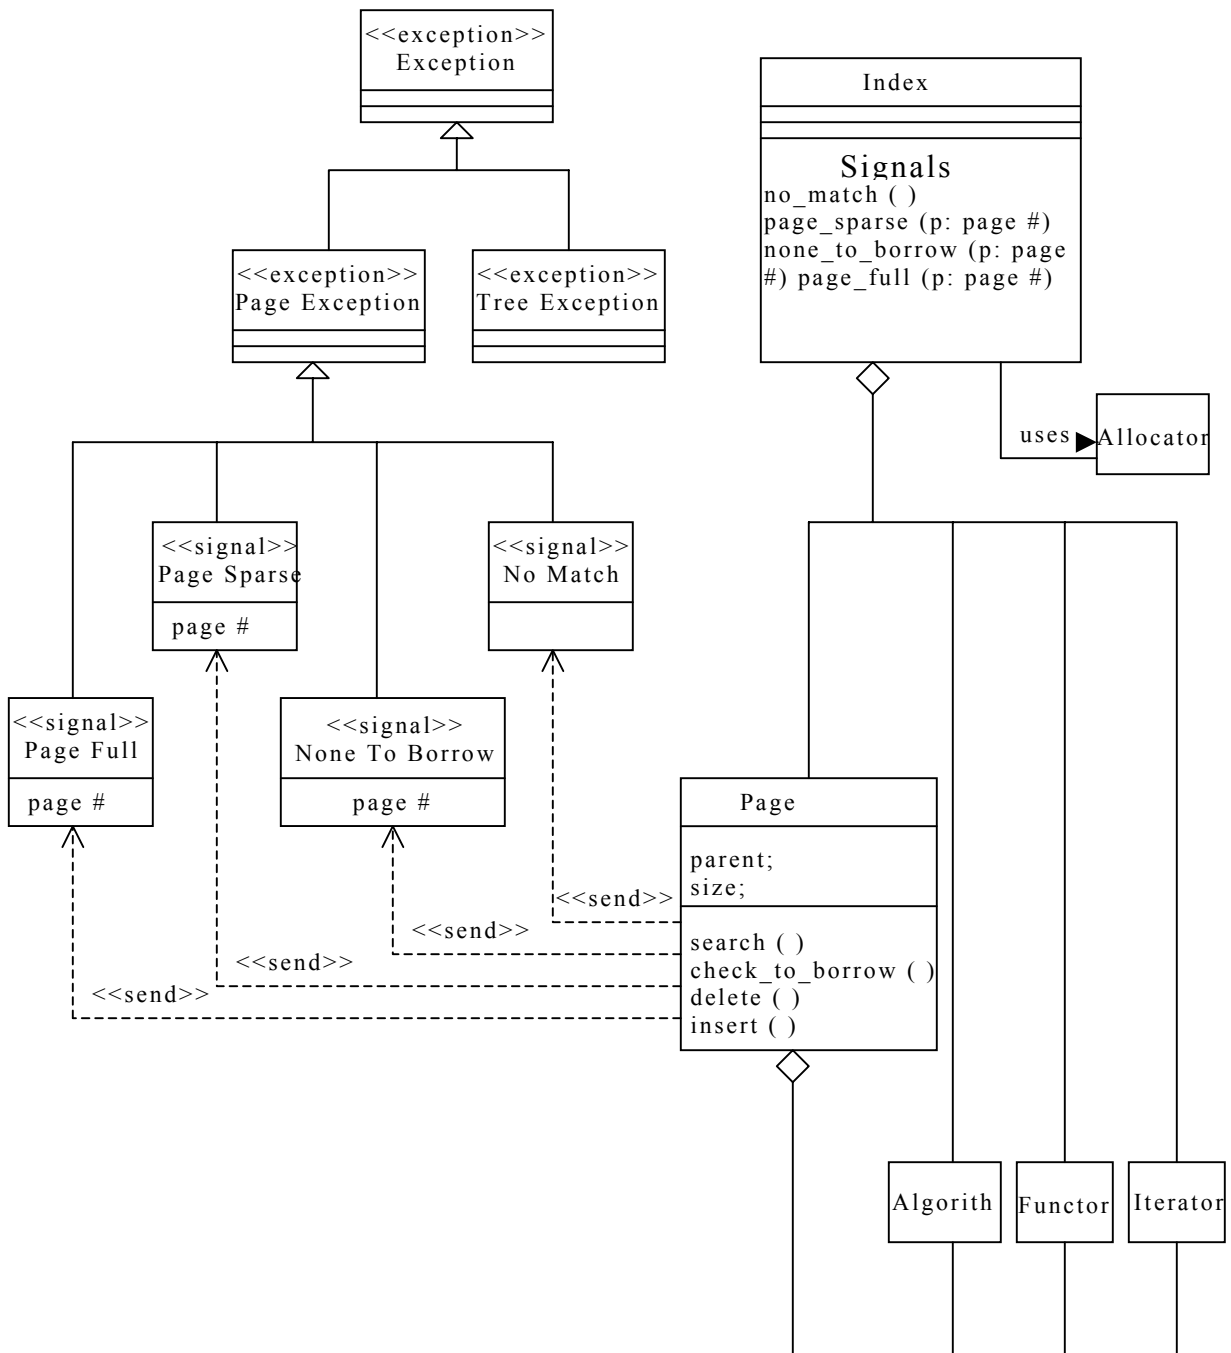 <<exception>>
Exception
Index
Signals
no_match ( )
page_sparse (p: page #)
none_to_borrow (p: page
#) page_full (p: page #)
<<exception>>
Page Exception
<<exception>>
Tree Exception
uses
Allocator
<<signal>>
Page Sparse
page #
<<signal>>
No Match
<<signal>>
Page Full
page #
<<signal>>
None To Borrow
page #
Page
parent;
size;
search ( )
check_to_borrow ( )
delete ( )
insert ( )
<<send>>
<<send>>
<<send>>
<<send>>
Algorith
Functor
Iterator